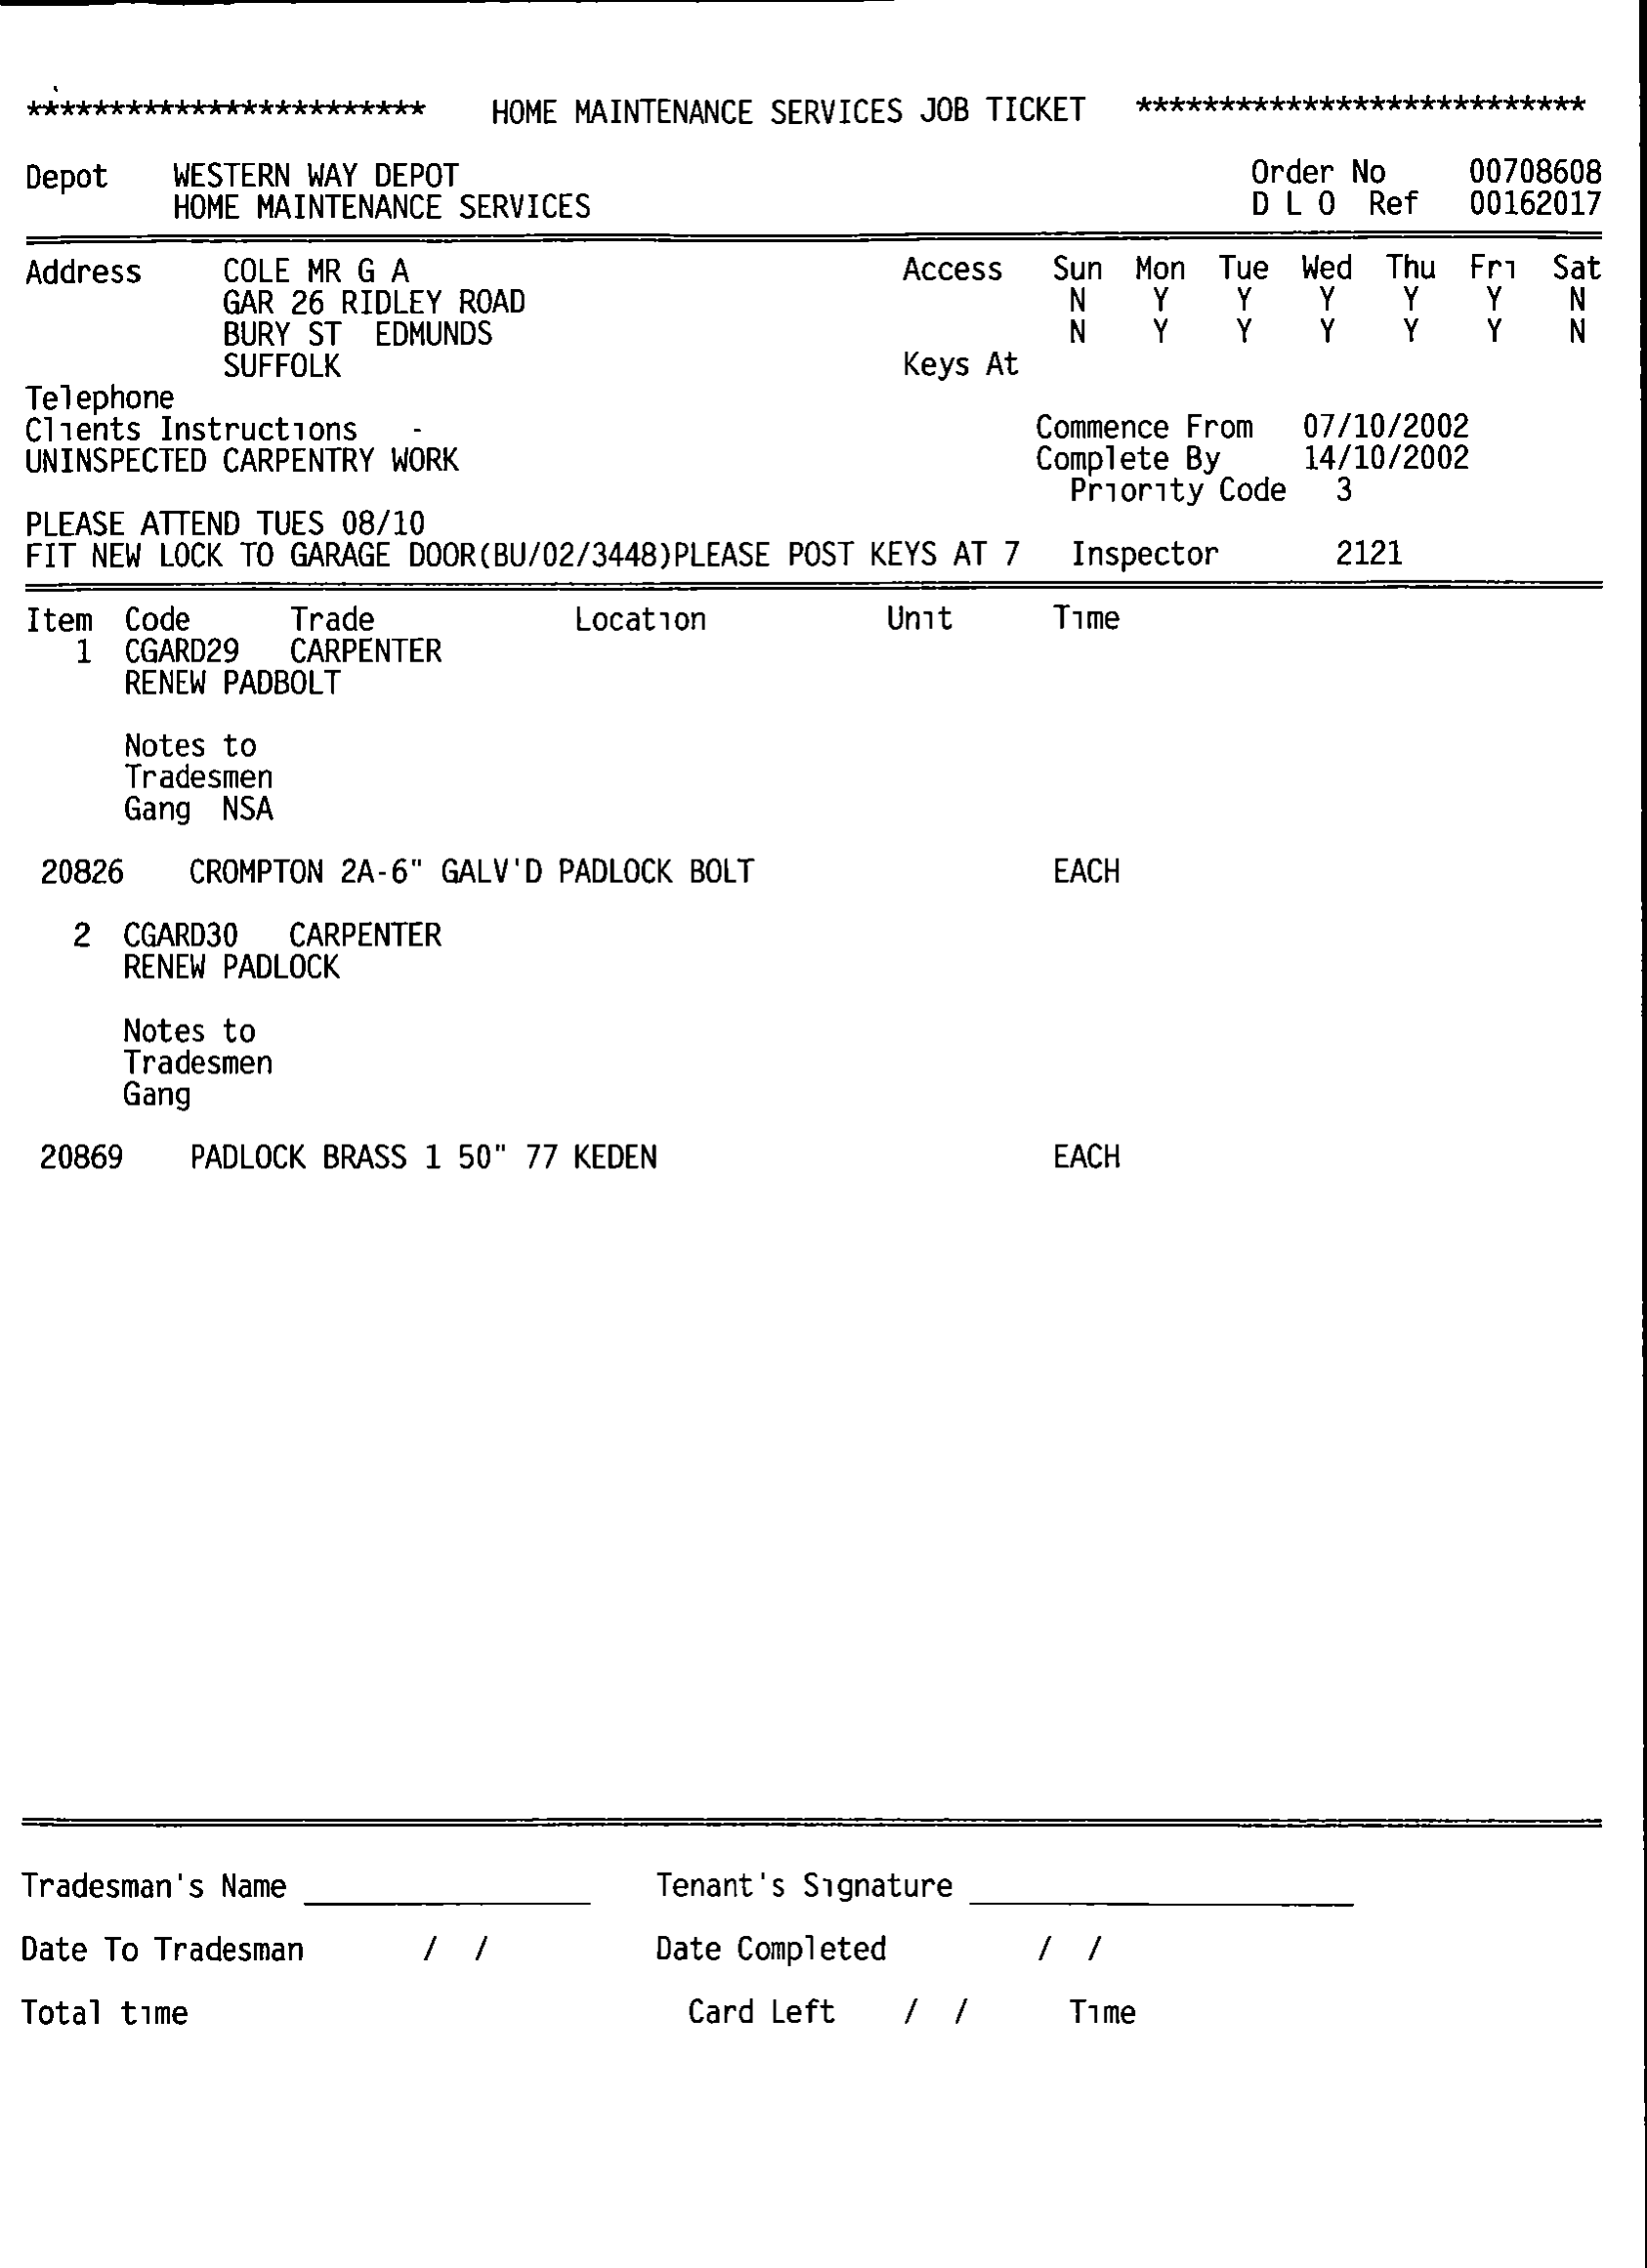 ************************ HOME MAINTENANCE SERVICES JOB TICKET ***************************
Depot WESTERN WAY DEPOT Order No 00708608
HOME MAINTENANCE SERVICES D L O Ref 00162017
Address COLE MR G A Access Sun Mon Tue Wed Thu Fri Sat
GAR 26 RIDLEY ROAD N Y Y Y Y Y N
BURY ST EDMUNDS N Y Y Y Y Y N
SUFFOLK Keys At
Telephone
Clients Instructions - Commence From 07/10/2002
UNINSPECTED CARPENTRY WORK Complete By 14/10/2002
Priority Code 3
PLEASE ATTEND TUES 08/10
FIT NEW LOCK TO GARAGE DOOR(BU/02/3448)PLEASE POST KEYS AT 7 Inspector 2121
Item Code Trade Location Unit Time
1 CGARD29 CARPENTER
RENEW PADBOLT
Notes to
Tradesmen
Gang NSA
20826 CROMPTON 2A-6" GALV'D PADLOCK BOLT EACH
2 CGARD30 CARPENTER
RENEW PADLOCK
Notes to
Tradesmen
Gang
20869 PADLOCK BRASS 1 50" 77 KEDEN EACH
Tradesman's Name Tenant's Signature
Date To Tradesman / / Date Completed / /
Total time Card Left / / Time